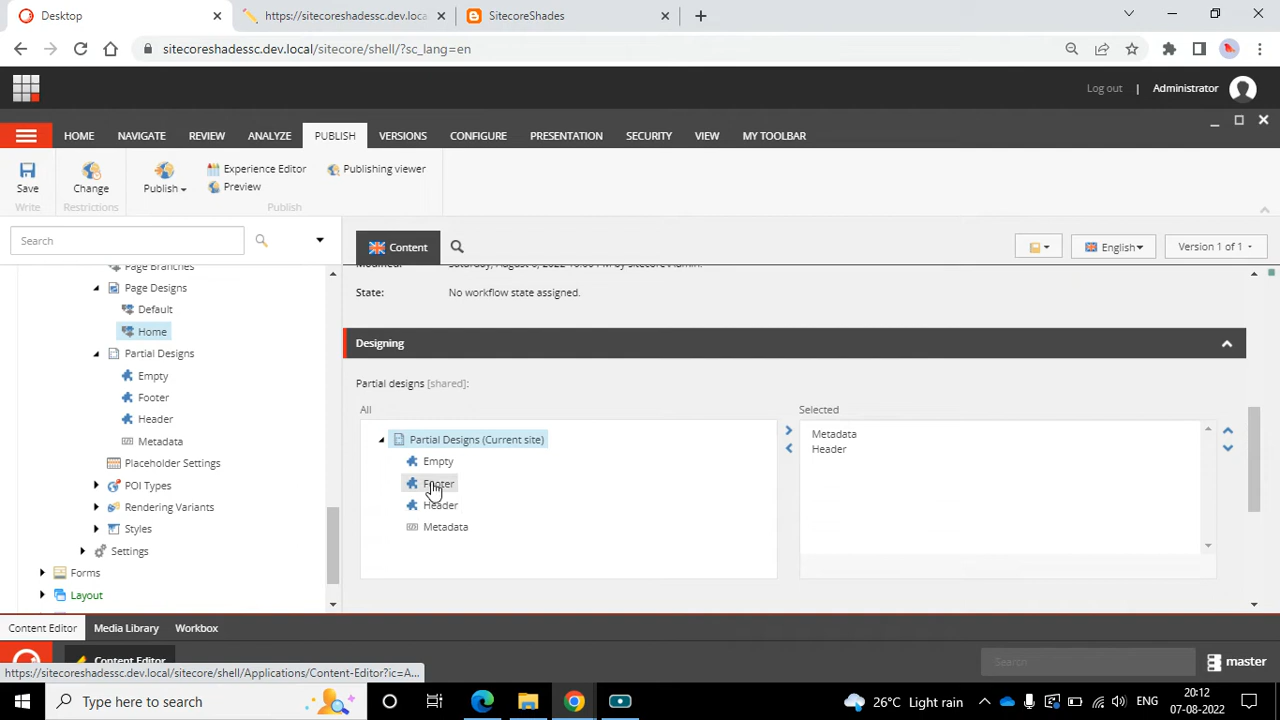 Desktop
https://sitecoreshadessc.dev.local/
SitecoreShades
sitecoreshadessc.dev.local/sitecore/shell/?sc_lang=en
Log out | Administrator
HOME NAVIGATE REVIEW ANALYZE PUBLISH VERSIONS CONFIGURE PRESENTATION SECURITY VIEW MY TOOLBAR
Save
Write
Change
Restrictions
Publish
Experience Editor
Preview
Publishing viewer
Publish
Search
Content
English
Version 1 of 1
Page Branches
Page Designs
Default
Home
Partial Designs
Empty
Footer
Header
Metadata
Placeholder Settings
POI Types
Rendering Variants
Styles
Settings
Forms
Layout
State: No workflow state assigned.
Designing
Partial designs [shared]:
All
Partial Designs (Current site)
Empty
Footer
Header
Metadata
Selected
Metadata
Header
Content Editor Media Library Workbox
Content Editor
Search
master
https://sitecoreshadessc.dev.local/sitecore/shell/Applications/Content-Editor?ic=A...
Type here to search
26°C Light rain
ENG
20:12
07-08-2022